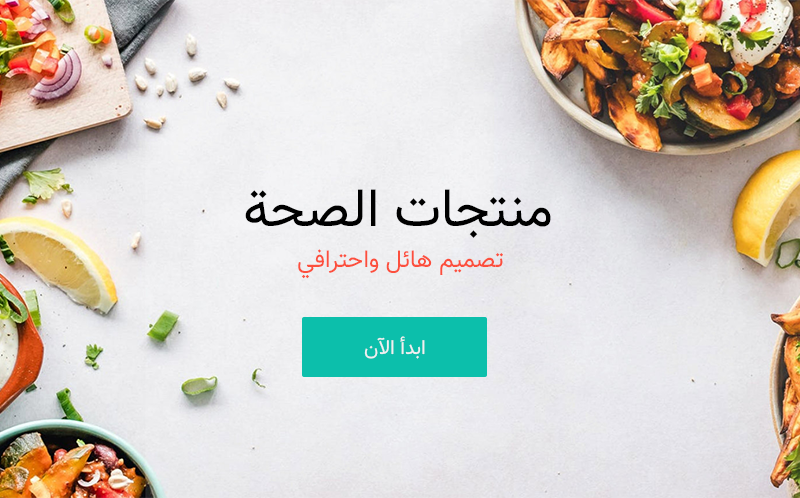 منتجات الصحة
تصميم هائل واحترافي
ابدأ الآن